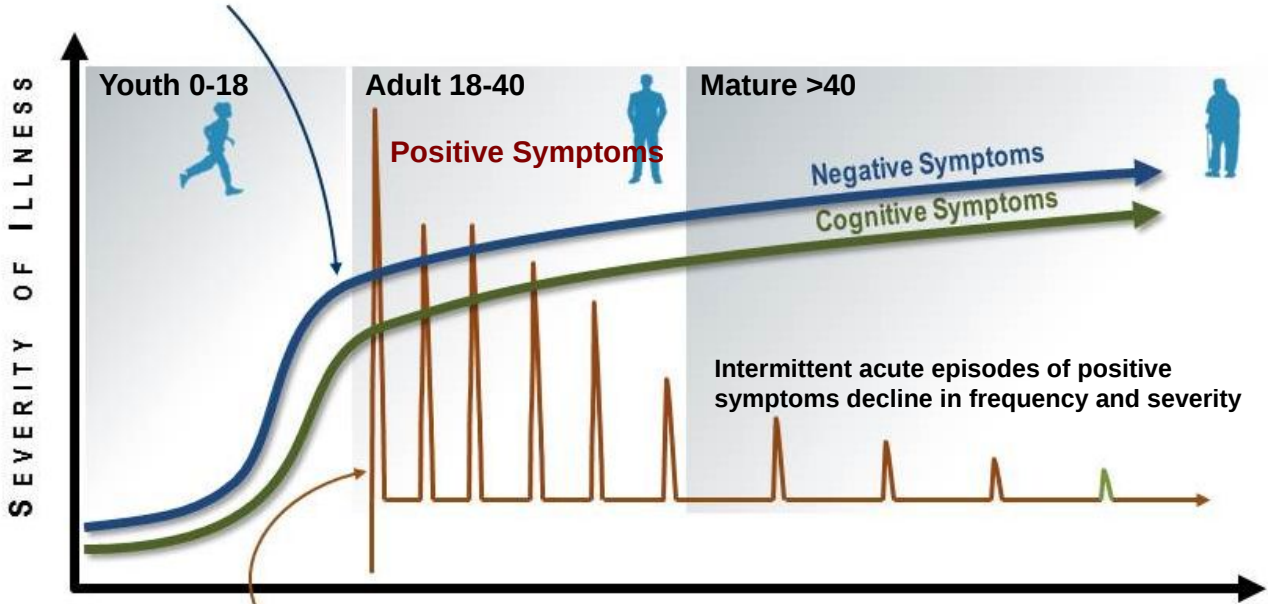 SEVERITY OF ILLNESS
Youth 0-18
Adult 18-40
Mature >40
Positive Symptoms
Negative Symptoms
Cognitive Symptoms
Intermittent acute episodes of positive
symptoms decline in frequency and severity